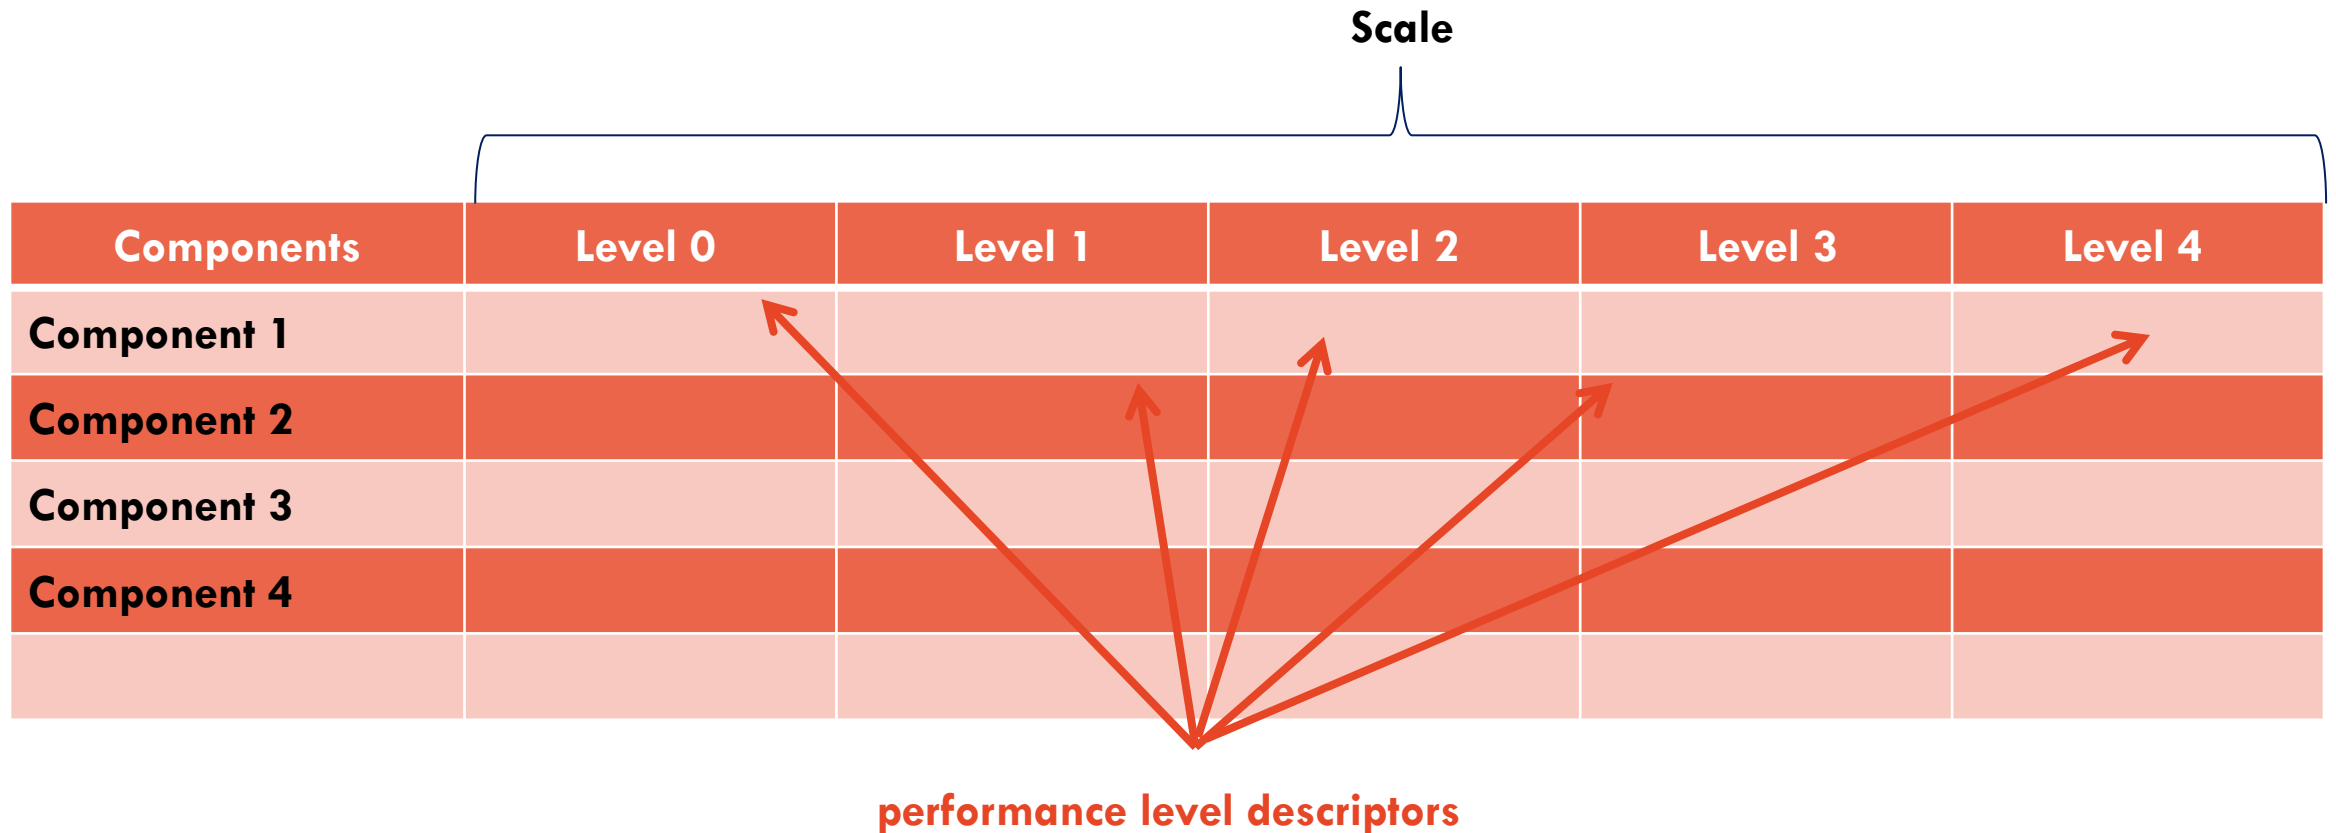 Scale
Components Level 0 Level 1 Level 2 Level 3 Level 4
Component 1
Component 2
Component 3
Component 4
performance level descriptors